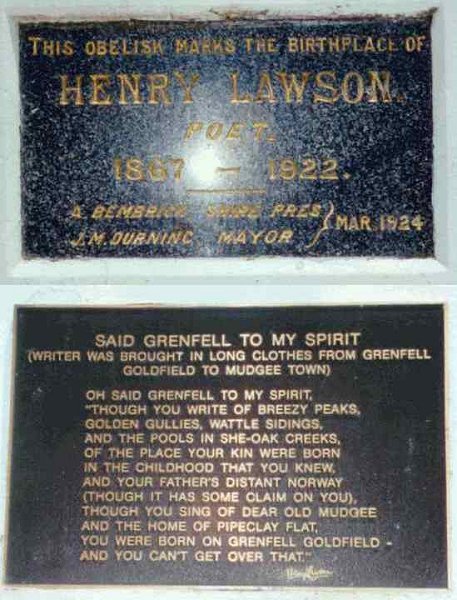 THIS OBELISK MARKS THE BIRTHPLACE OF
HENRY LAWSON.
POET.
1867 – 1922.
A BEMBRICK SHIRE PRES
J.M. DURNING MAYOR } MAR 1924
SAID GRENFELL TO MY SPIRIT
(WRITER WAS BROUGHT IN LONG CLOTHES FROM GRENFELL
GOLDFIELD TO MUDGEE TOWN)
OH SAID GRENFELL TO MY SPIRIT,
"THOUGH YOU WRITE OF BREEZY PEAKS,
GOLDEN GULLIES, WATTLE SIDINGS,
AND THE POOLS IN SHE-OAK CREEKS,
OF THE PLACE YOUR KIN WERE BORN
IN THE CHILDHOOD THAT YOU KNEW,
AND YOUR FATHER'S DISTANT NORWAY
(THOUGH IT HAS SOME CLAIM ON YOU),
THOUGH YOU SING OF DEAR OLD MUDGEE
AND THE HOME OF PIPECLAY FLAT,
YOU WERE BORN ON GRENFELL GOLDFIELD -
AND YOU CAN'T GET OVER THAT."